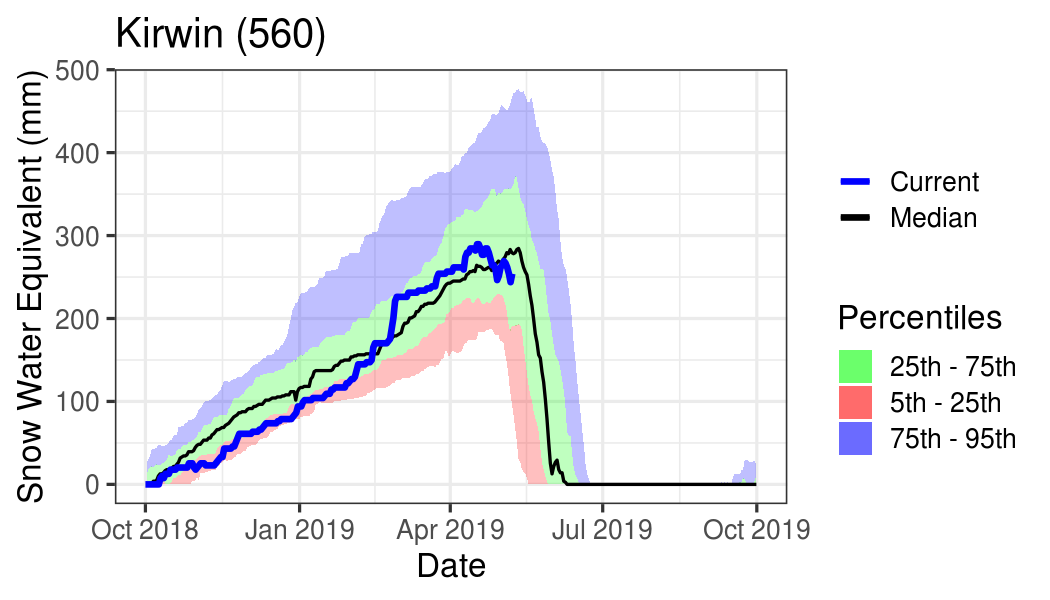 Kirwin (560)
Snow Water Equivalent (mm)
500
400
300
200
100
0
Oct 2018
Jan 2019
Apr 2019
Jul 2019
Oct 2019
Date
Current
Median
Percentiles
25th - 75th
5th - 25th
75th - 95th